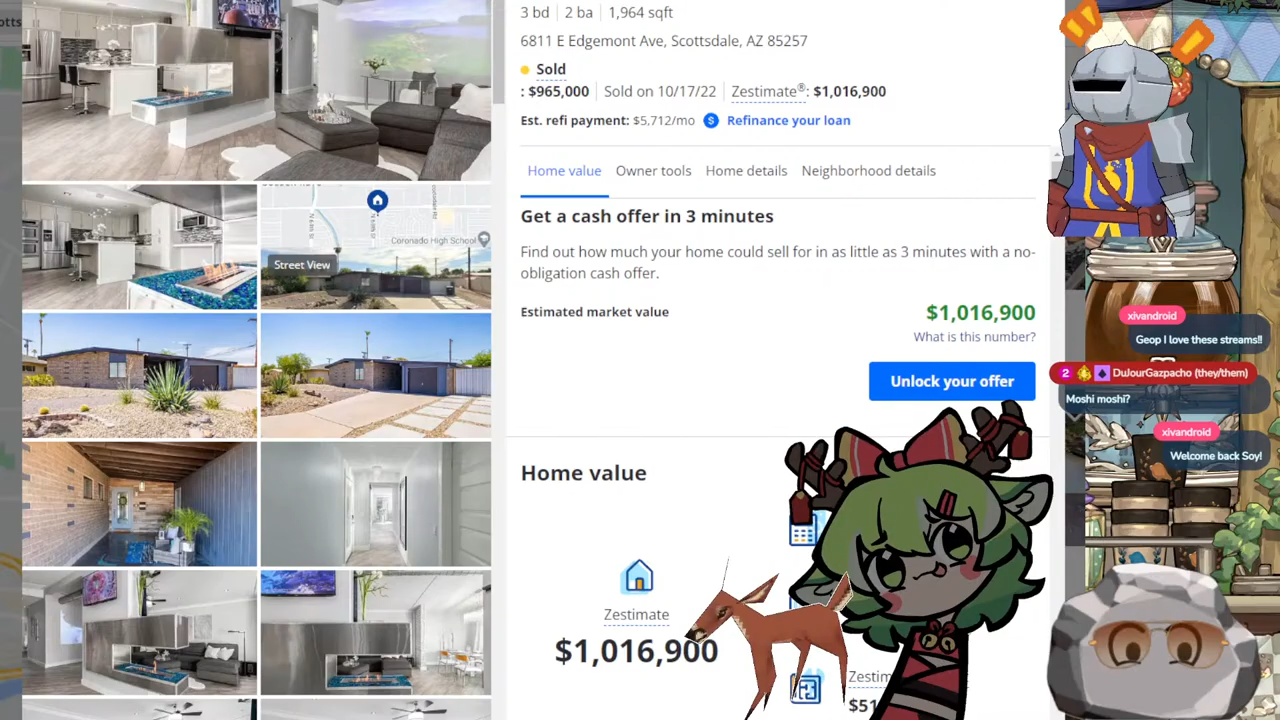 otts
3 bd | 2 ba | 1,964 sqft
6811 E Edgemont Ave, Scottsdale, AZ 85257
Sold
: $965,000 | Sold on 10/17/22 | Zestimate®: $1,016,900
Est. refi payment: $5,712/mo $ Refinance your loan
Home value Owner tools Home details Neighborhood details
Get a cash offer in 3 minutes
Find out how much your home could sell for in as little as 3 minutes with a no-
obligation cash offer.
Estimated market value $1,016,900
What is this number?
Unlock your offer
Home value
Zestimate
$1,016,900
Zestim
$51
Coronado High School
Street View
xivandroid
Geop I love these streams!!
2 DuJourGazpacho (they/them)
Moshi moshi?
xivandroid
Welcome back Soy!